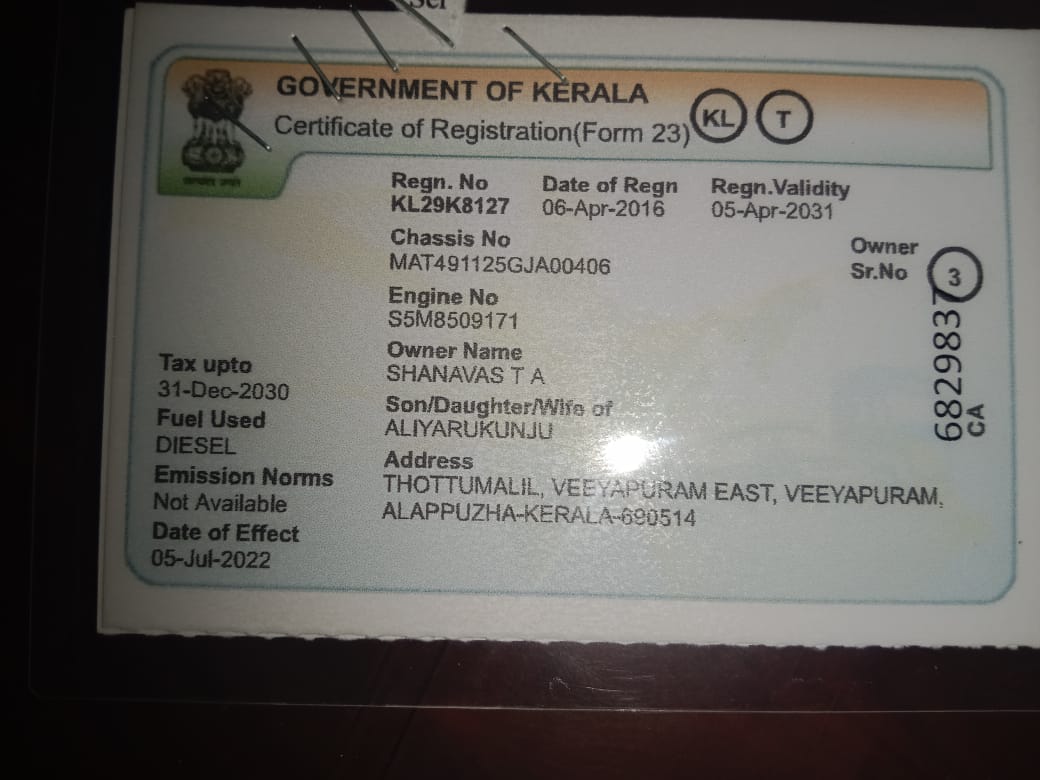 GOVERNMENT OF KERALA
Certificate of Registration(Form 23)
KL T
Regn. No Date of Regn Regn.Validity
KL29K8127 06-Apr-2016 05-Apr-2031
Chassis No
MAT491125GJA00406
Owner
Sr.No 3
Engine No
S5M8509171
Owner Name
SHANAVAS T A
Son/Daughter/Wife of
ALIYARUKUNJU
Address
THOTTUMALIL, VEEYAPURAM EAST, VEEYAPURAM,
ALAPPUZHA-KERALA-690514
Tax upto
31-Dec-2030
Fuel Used
DIESEL
Emission Norms
Not Available
Date of Effect
05-Jul-2022
68298837
CA